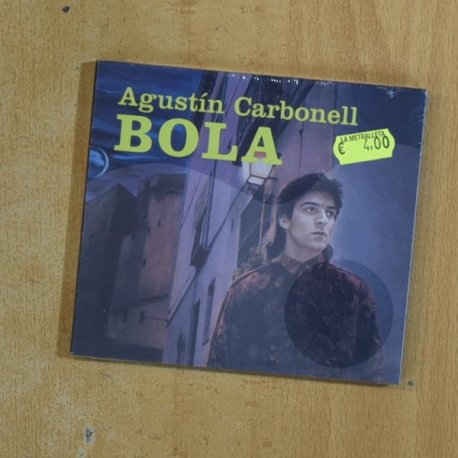 Agustín Carbonell
BOLA
LA METRALLETA
€ 4,00